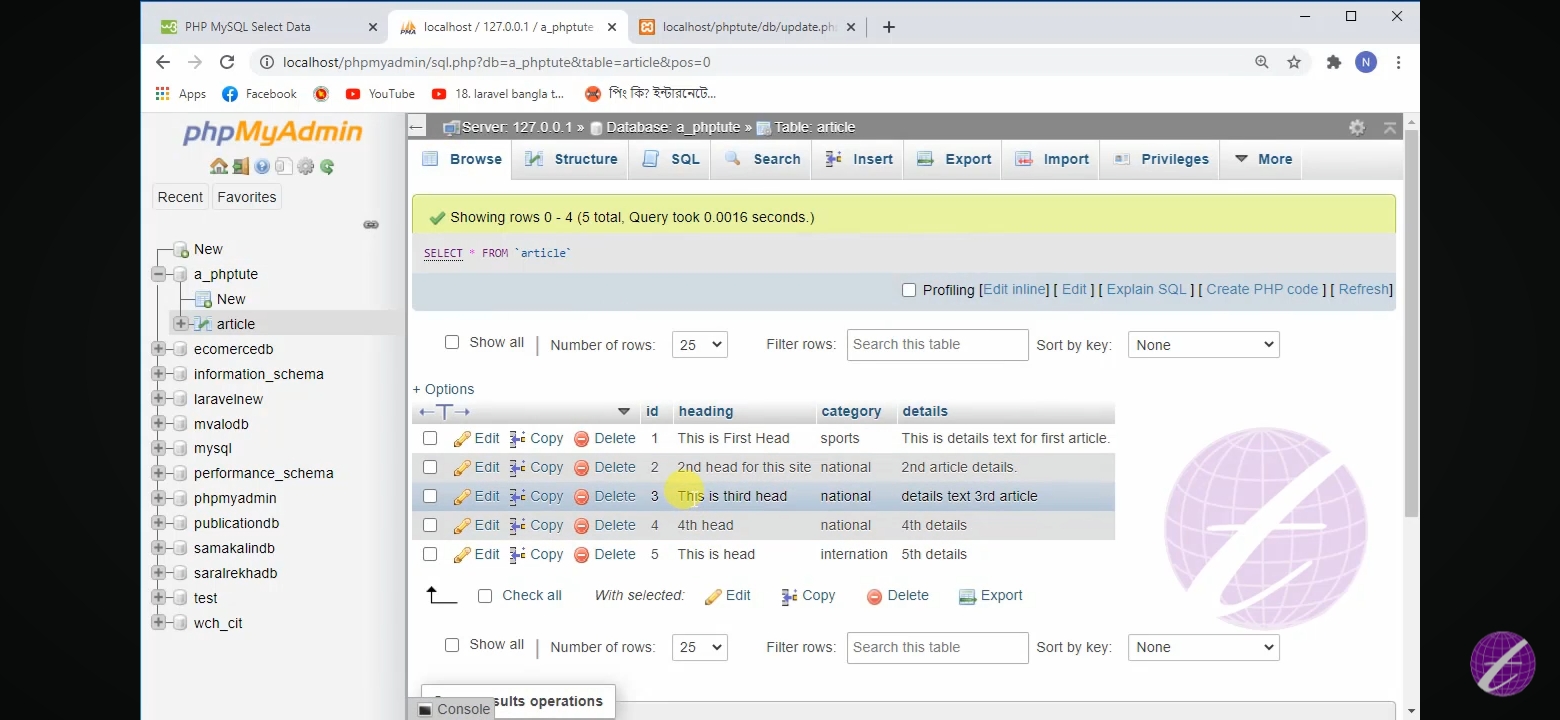 PHP MySQL Select Data
localhost / 127.0.0.1 / a_phptute
localhost/phptute/db/update.ph
localhost/phpmyadmin/sql.php?db=a_phptute&table=article&pos=0
N
Apps
Facebook
YouTube
18. laravel bangla t...
পিং কি? ইন্টারনেটে...
phpMyAdmin
Recent
Favorites
New
a_phptute
New
article
ecomercedb
information_schema
laravelnew
mvalodb
mysql
performance_schema
phpmyadmin
publicationdb
samakalindb
saralrekhadb
test
wch_cit
Server: 127.0.0.1 » Database: a_phptute » Table: article
Browse Structure SQL Search Insert Export Import Privileges More
Showing rows 0 - 4 (5 total, Query took 0.0016 seconds.)
SELECT * FROM `article`
Profiling [Edit inline] [ Edit ] [ Explain SQL ] [ Create PHP code ] [ Refresh]
Show all | Number of rows: 25 Filter rows: Search this table Sort by key: None
+ Options
←T→ id heading category details
Edit Copy Delete 1 This is First Head sports This is details text for first article.
Edit Copy Delete 2 2nd head for this site national 2nd article details.
Edit Copy Delete 3 This is third head national details text 3rd article
Edit Copy Delete 4 4th head national 4th details
Edit Copy Delete 5 This is head internation 5th details
Check all With selected: Edit Copy Delete Export
Show all | Number of rows: 25 Filter rows: Search this table Sort by key: None
operations
Console